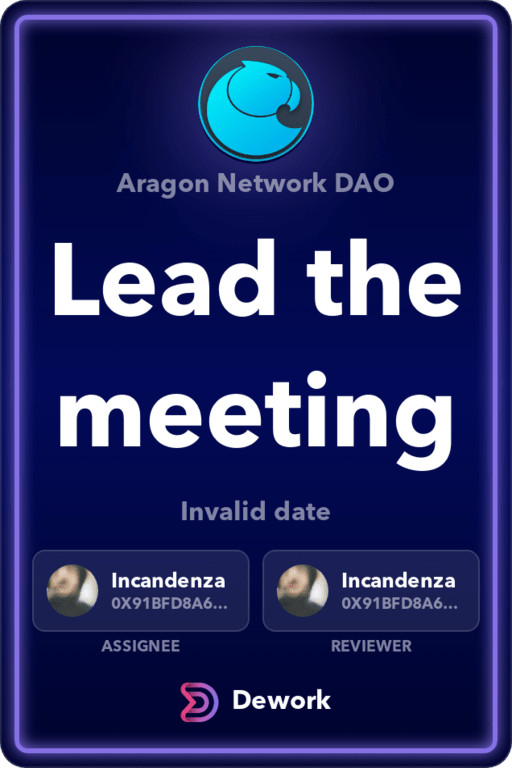 Aragon Network DAO
Lead the
meeting
Invalid date
Incandenza
0X91BFD8A6...
Incandenza
0X91BFD8A6...
ASSIGNEE
REVIEWER
Dework